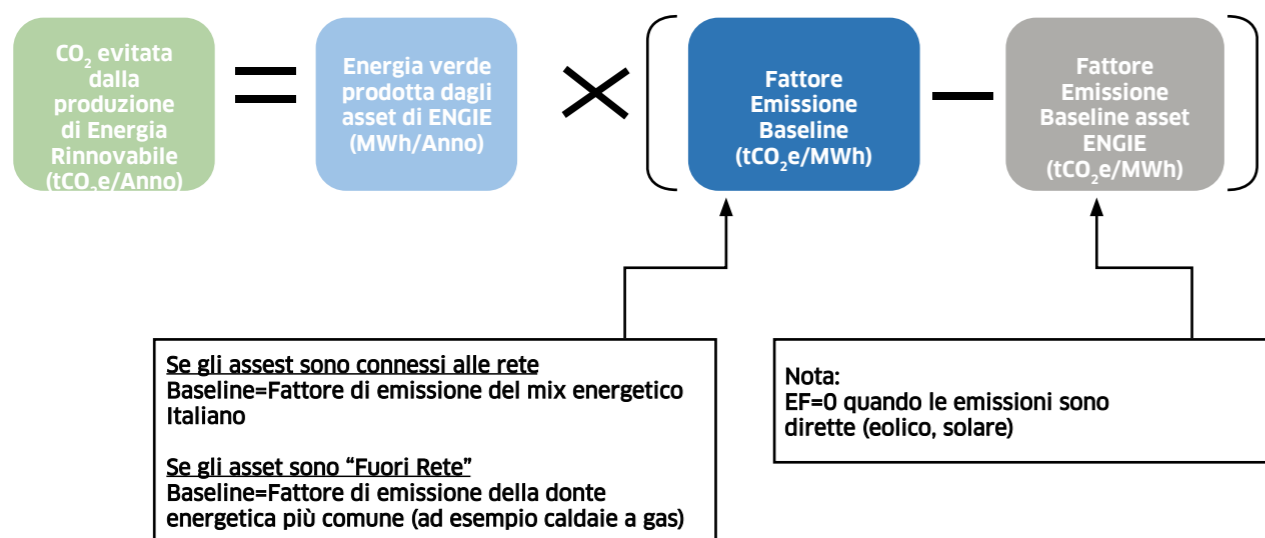 CO₂ evitata
dalla
produzione
di Energia
Rinnovabile
(tCO₂e/Anno)
Energia verde
prodotta dagli
asset di ENGIE
(MWh/Anno)
Fattore
Emissione
Baseline
(tCO₂e/MWh)
Fattore
Emissione
Baseline asset
ENGIE
(tCO₂e/MWh)
Se gli assest sono connessi alle rete
Baseline=Fattore di emissione del mix energetico
Italiano
Se gli asset sono “Fuori Rete”
Baseline=Fattore di emissione della donte
energetica più comune (ad esempio caldaie a gas)
Nota:
EF=0 quando le emissioni sono
dirette (eolico, solare)